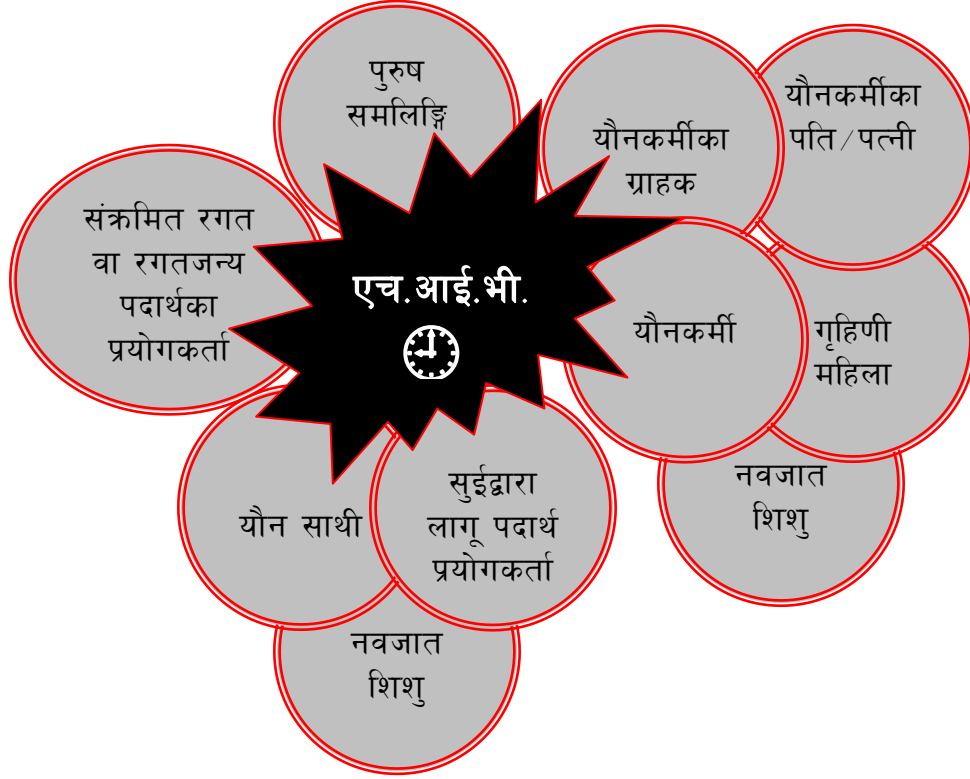 पुरुष
समलिङ्गि
यौनकर्मीका
ग्राहक
यौनकर्मीका
पति/पत्नी
संक्रमित रगत
वा रगतजन्य
पदार्थका
प्रयोगकर्ता
एच.आई.भी.
यौनकर्मी
गृहिणी
महिला
यौन साथी
सुईद्वारा
लागू पदार्थ
प्रयोगकर्ता
नवजात
शिशु
नवजात
शिशु